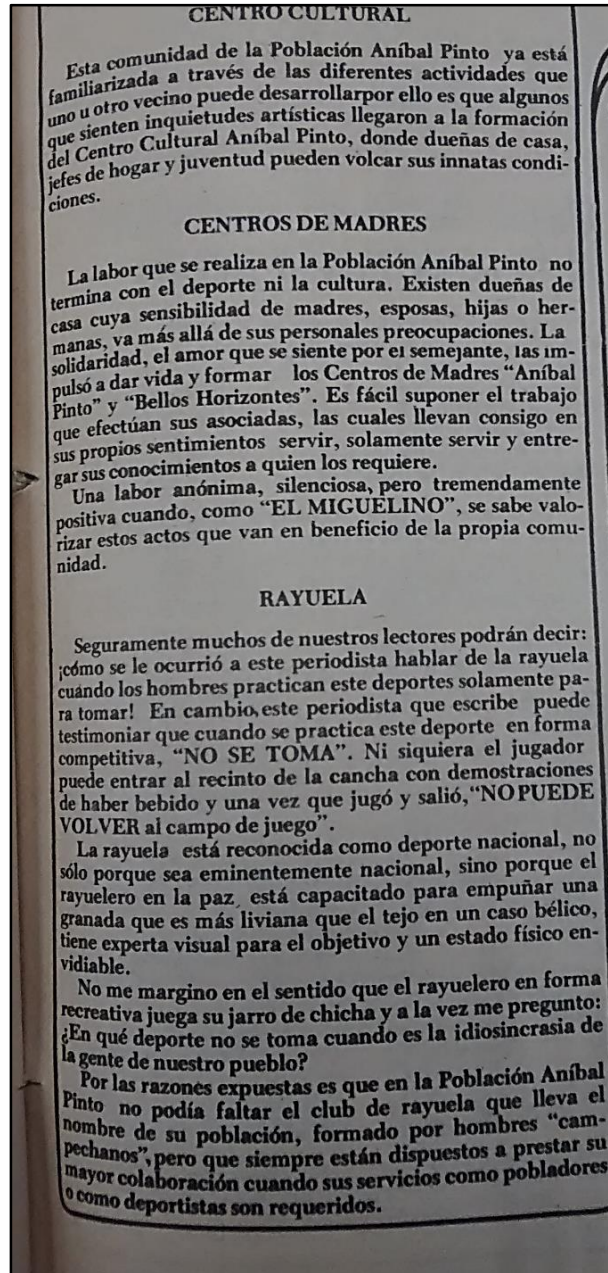 CENTRO CULTURAL
Esta comunidad de la Población Aníbal Pinto ya está
familiarizada a través de las diferentes actividades que
uno u otro vecino puede desarrollarpor ello es que algunos
que sienten inquietudes artísticas llegaron a la formación
del Centro Cultural Aníbal Pinto, donde dueñas de casa,
jefes de hogar y juventud pueden volcar sus innatas condi-
ciones.
CENTROS DE MADRES
La labor que se realiza en la Población Aníbal Pinto no
termina con el deporte ni la cultura. Existen dueñas de
casa cuya sensibilidad de madres, esposas, hijas o her-
manas, va más allá de sus personales preocupaciones. La
solidaridad, el amor que se siente por el semejante, las im-
pulsó a dar vida y formar los Centros de Madres “Aníbal
Pinto” y “Bellos Horizontes”. Es fácil suponer el trabajo
que efectúan sus asociadas, las cuales llevan consigo en
sus propios sentimientos servir, solamente servir y entre-
gar sus conocimientos a quien los requiere.
Una labor anónima, silenciosa, pero tremendamente
positiva cuando, como “EL MIGUELINO”, se sabe valo-
rizar estos actos que van en beneficio de la propia comu-
nidad.
RAYUELA
Seguramente muchos de nuestros lectores podrán decir:
¡cómo se le ocurrió a este periodista hablar de la rayuela
cuándo los hombres practican este deportes solamente pa-
ra tomar! En cambio, este periodista que escribe puede
testimoniar que cuando se practica este deporte en forma
competitiva, “NO SE TOMA”. Ni siquiera el jugador
puede entrar al recinto de la cancha con demostraciones
de haber bebido y una vez que jugó y salió, “NO PUEDE
VOLVER al campo de juego”.
La rayuela está reconocida como deporte nacional, no
sólo porque sea eminentemente nacional, sino porque el
rayuelero en la paz, está capacitado para empuñar una
granada que es más liviana que el tejo en un caso bélico,
tiene experta visual para el objetivo y un estado físico en-
vidiable.
No me margino en el sentido que el rayuelero en forma
recreativa juega su jarro de chicha y a la vez me pregunto:
¿En qué deporte no se toma cuando es la idiosincrasia de
la gente de nuestro pueblo?
Por las razones expuestas es que en la Población Aníbal
Pinto no podía faltar el club de rayuela que lleva el
nombre de su población, formado por hombres “cam-
pechanos”, pero que siempre están dispuestos a prestar su
mayor colaboración cuando sus servicios como pobladores
o como deportistas son requeridos.